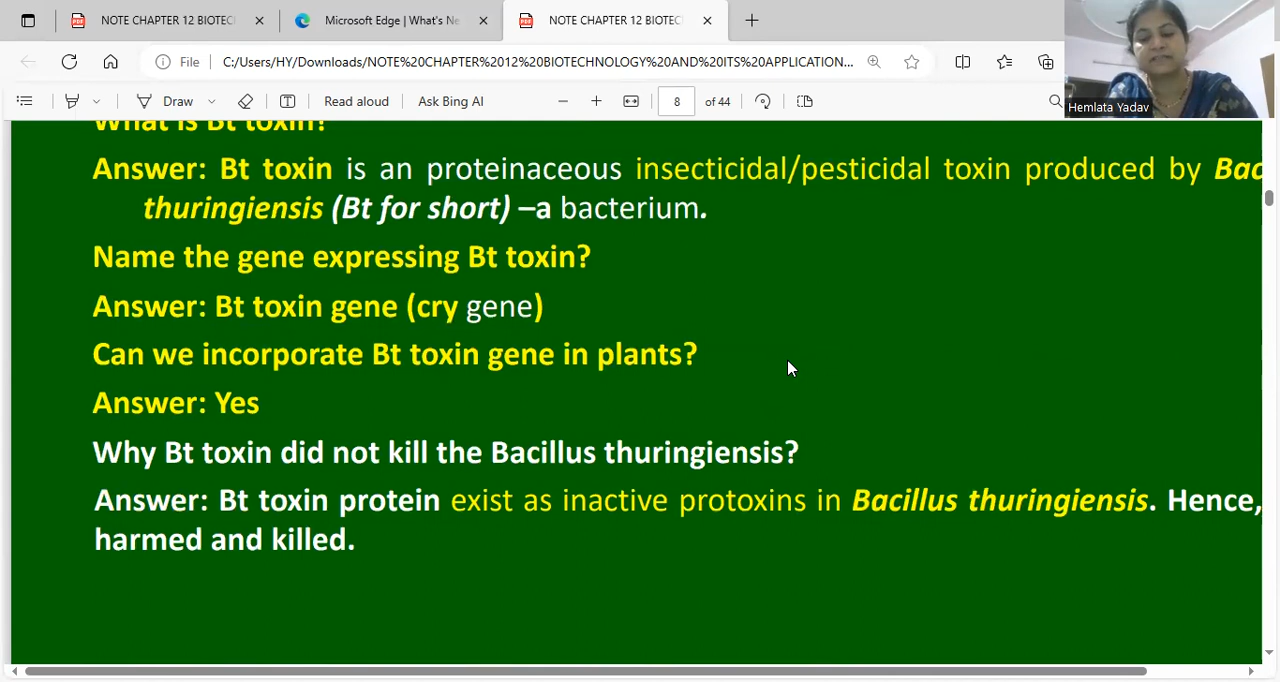 NOTE CHAPTER 12 BIOTEC
Microsoft Edge | What's Ne
NOTE CHAPTER 12 BIOTEC
File
C:/Users/HY/Downloads/NOTE%20CHAPTER%2012%20BIOTECHNOLOGY%20AND%20ITS%20APPLICATION...
Draw
Read aloud
Ask Bing AI
8 of 44
Hemlata Yadav
What is Bt toxin?
Answer: Bt toxin is an proteinaceous insecticidal/pesticidal toxin produced by Bac
thuringiensis (Bt for short) –a bacterium.
Name the gene expressing Bt toxin?
Answer: Bt toxin gene (cry gene)
Can we incorporate Bt toxin gene in plants?
Answer: Yes
Why Bt toxin did not kill the Bacillus thuringiensis?
Answer: Bt toxin protein exist as inactive protoxins in Bacillus thuringiensis. Hence,
harmed and killed.